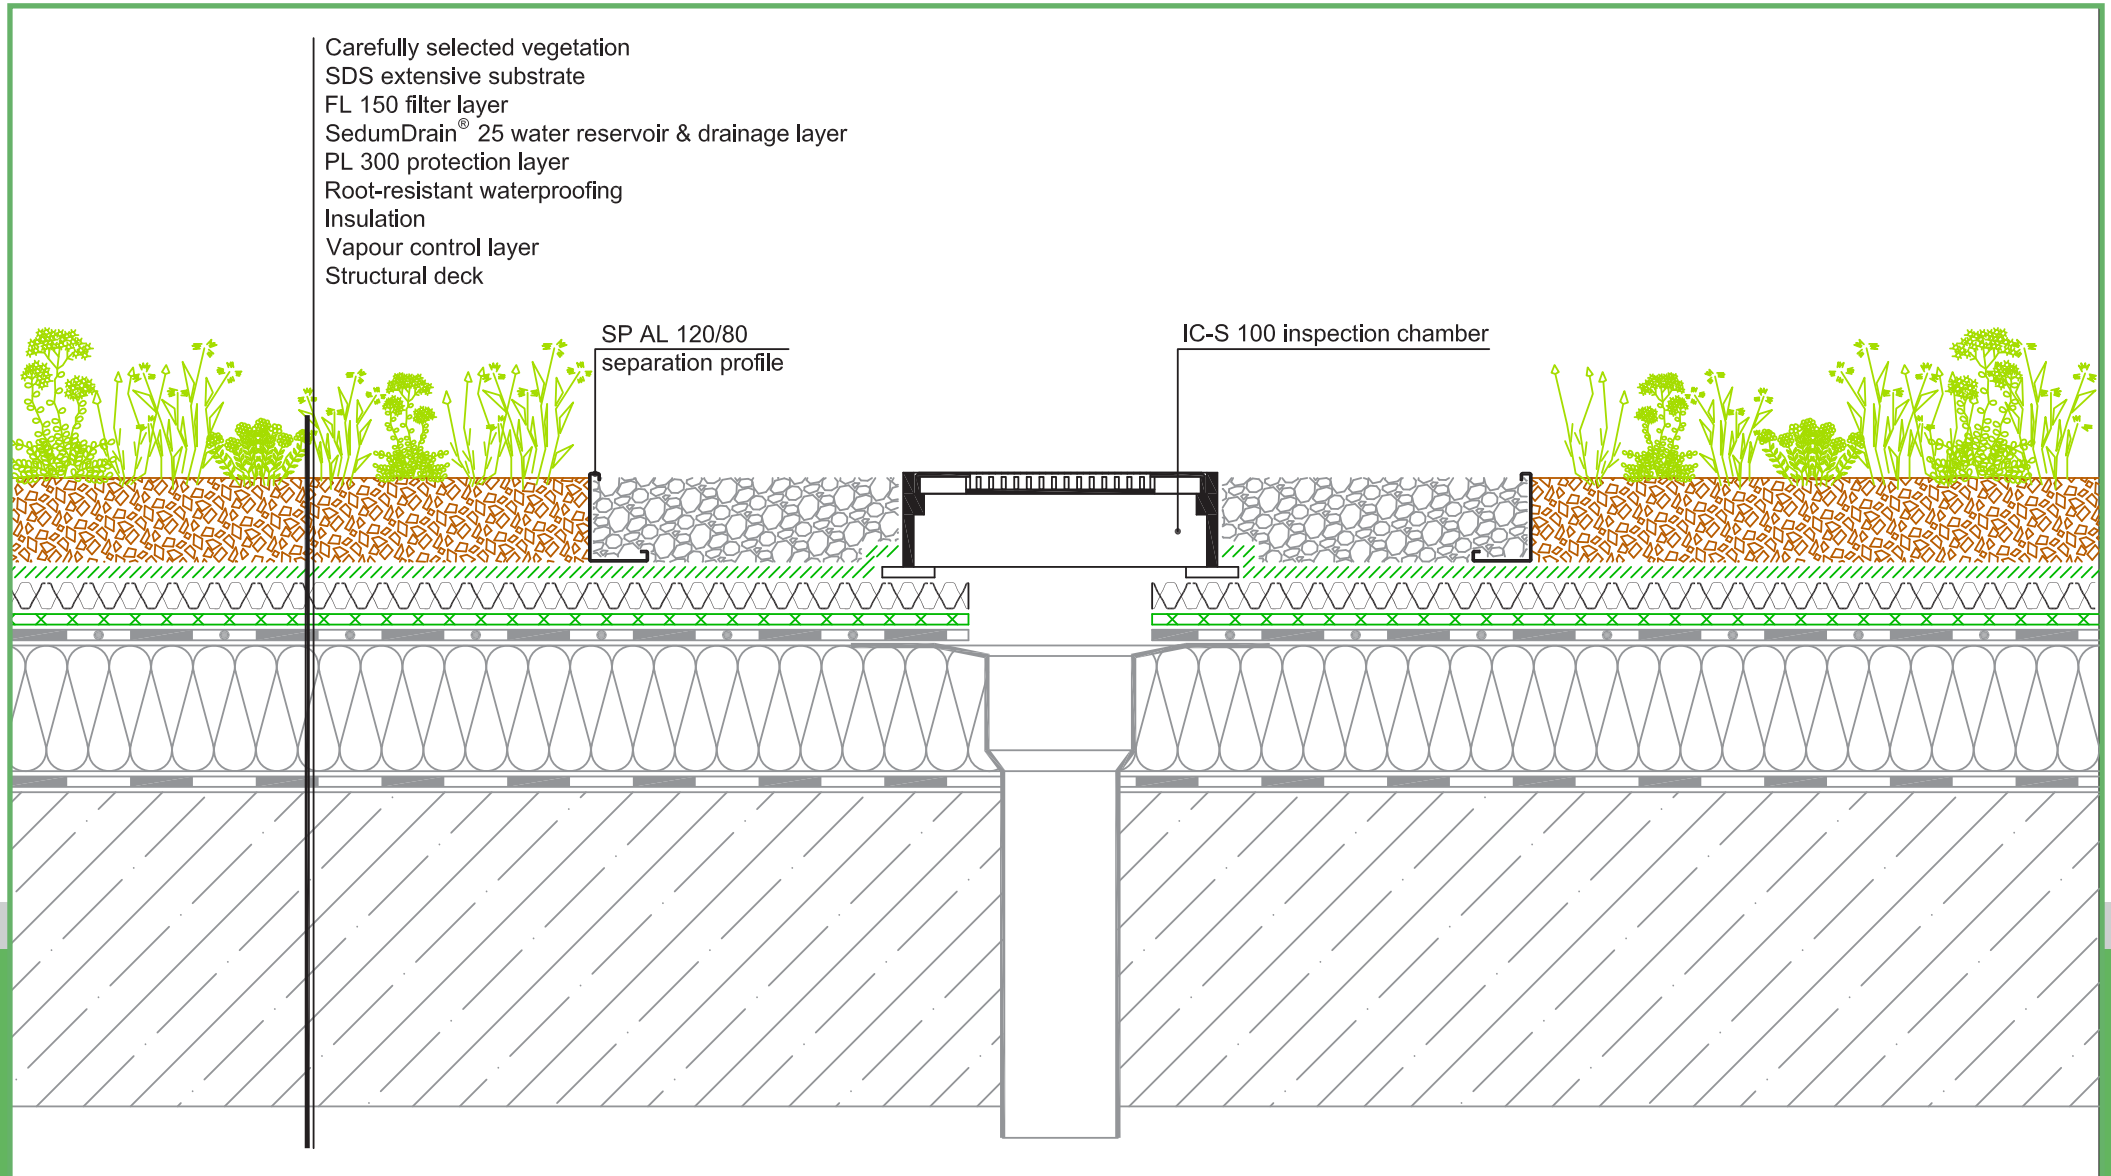 Carefully selected vegetation
SDS extensive substrate
FL 150 filter layer
SedumDrain® 25 water reservoir & drainage layer
PL 300 protection layer
Root-resistant waterproofing
Insulation
Vapour control layer
Structural deck
SP AL 120/80
separation profile
IC-S 100 inspection chamber